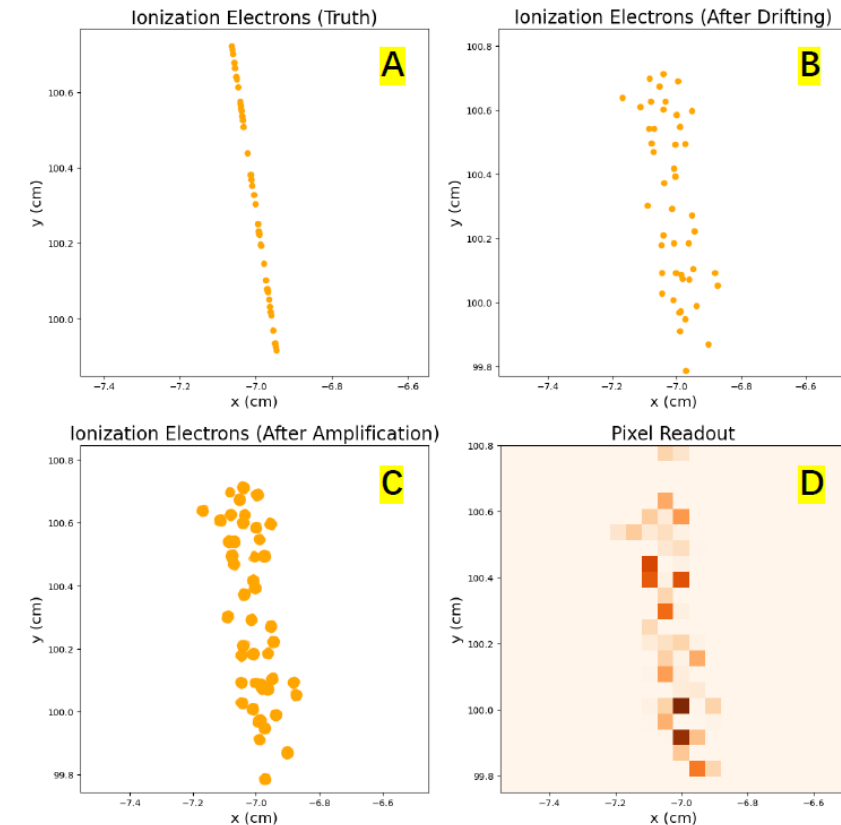 Ionization Electrons (Truth)
A
y (cm)
100.6
100.4
100.2
100.0
−7.4
−7.2
−7.0
−6.8
−6.6
x (cm)
Ionization Electrons (After Drifting)
B
y (cm)
100.8
100.6
100.4
100.2
100.0
99.8
−7.4
−7.2
−7.0
−6.8
−6.6
x (cm)
Ionization Electrons (After Amplification)
C
y (cm)
100.8
100.6
100.4
100.2
100.0
99.8
−7.4
−7.2
−7.0
−6.8
−6.6
x (cm)
Pixel Readout
D
y (cm)
100.8
100.6
100.4
100.2
100.0
99.8
−7.4
−7.2
−7.0
−6.8
−6.6
x (cm)